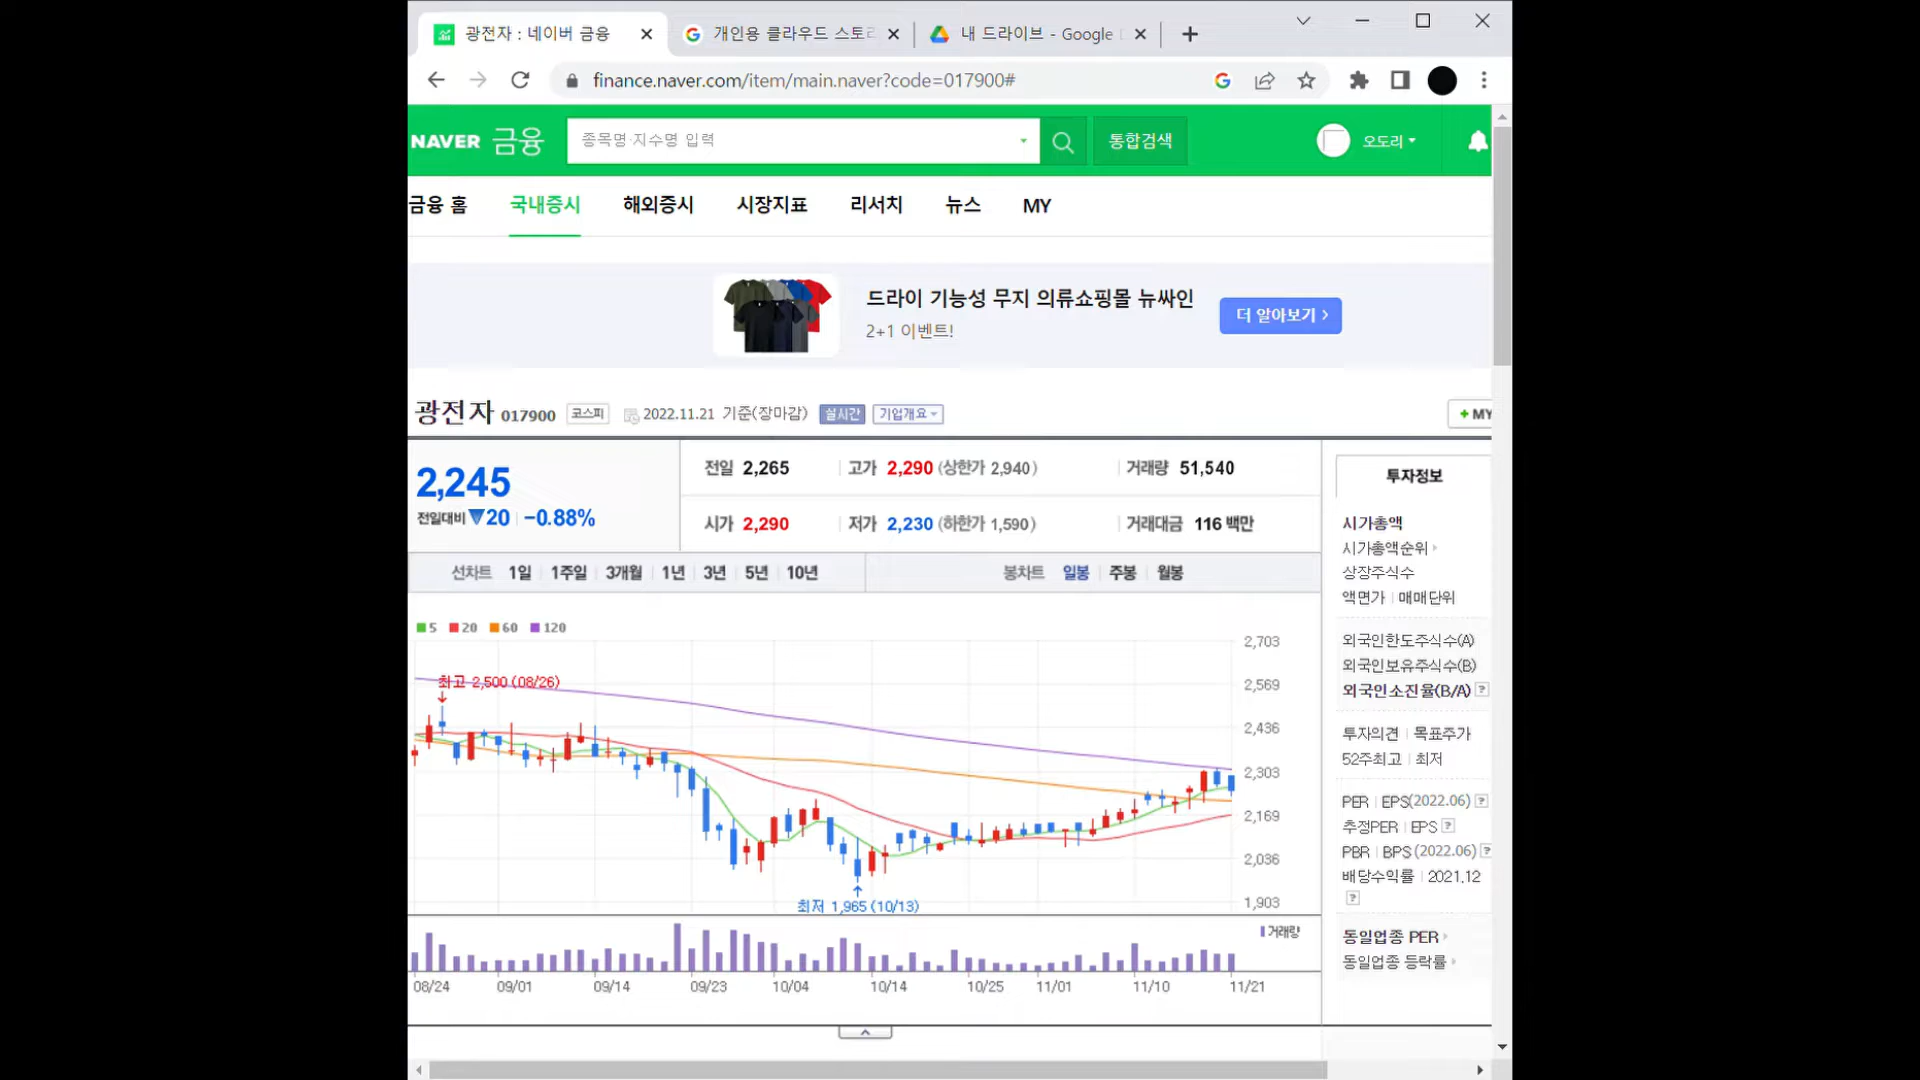 광전자 : 네이버 금융
개인용 클라우드 스토리
내 드라이브 - Google
finance.naver.com/item/main.naver?code=017900#
NAVER 금융
종목명·지수명 입력
통합검색
오도리
금융 홈 국내증시 해외증시 시장지표 리서치 뉴스 MY
드라이 기능성 무지 의류쇼핑몰 뉴싸인
2+1 이벤트!
더 알아보기 >
광전자 017900 코스피 2022.11.21 기준(장마감) 실시간 기업개요
+ MY
2,245
전일대비 ▼20 -0.88%
전일 2,265 고가 2,290 (상한가 2,940) 거래량 51,540
시가 2,290 저가 2,230 (하한가 1,590) 거래대금 116 백만
선차트 1일 1주일 3개월 1년 3년 5년 10년
봉차트 일봉 주봉 월봉
5 20 60 120
최고 2,500 (08/26)
2,703
2,569
2,436
2,303
2,169
2,036
1,903
최저 1,965 (10/13)
거래량
08/24 09/01 09/14 09/23 10/04 10/14 10/25 11/01 11/10 11/21
투자정보
시가총액
시가총액순위
상장주식수
액면가 매매단위
외국인한도주식수(A)
외국인보유주식수(B)
외국인소진율(B/A) ?
투자의견 목표주가
52주최고 최저
PER EPS(2022.06) ?
추정PER EPS ?
PBR BPS(2022.06) ?
배당수익률 2021.12
?
동일업종 PER
동일업종 등락률